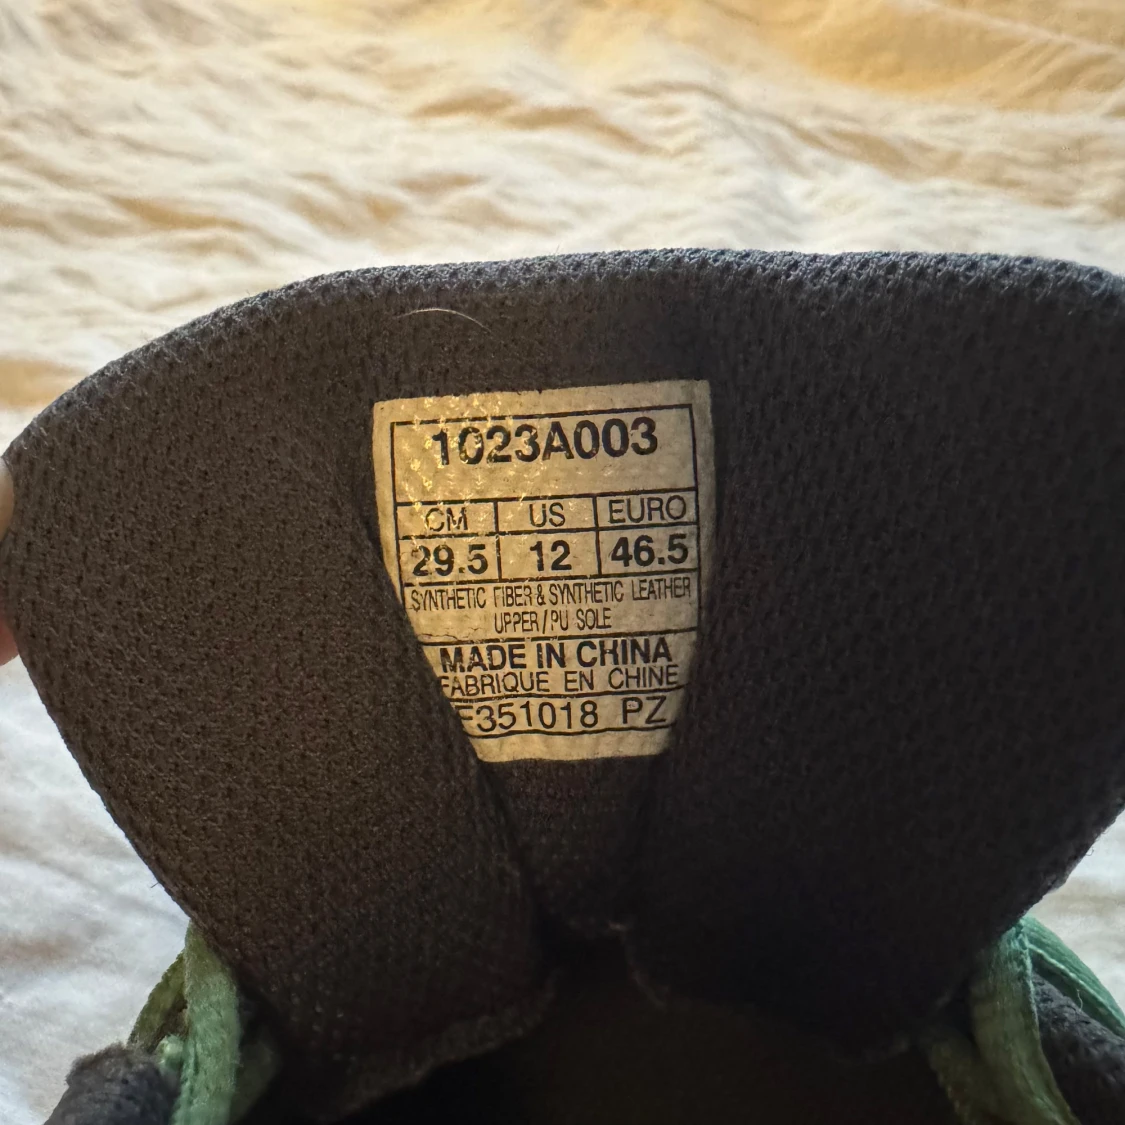 1023A003
CM US EURO
29.5 12 46.5
SYNTHETIC FIBER & SYNTHETIC LEATHER
UPPER/PU SOLE
MADE IN CHINA
FABRIQUE EN CHINE
F351018 PZ